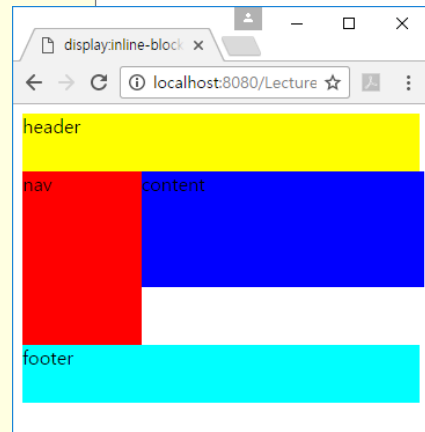 display:inline-block
localhost:8080/Lecture
header
nav
content
footer